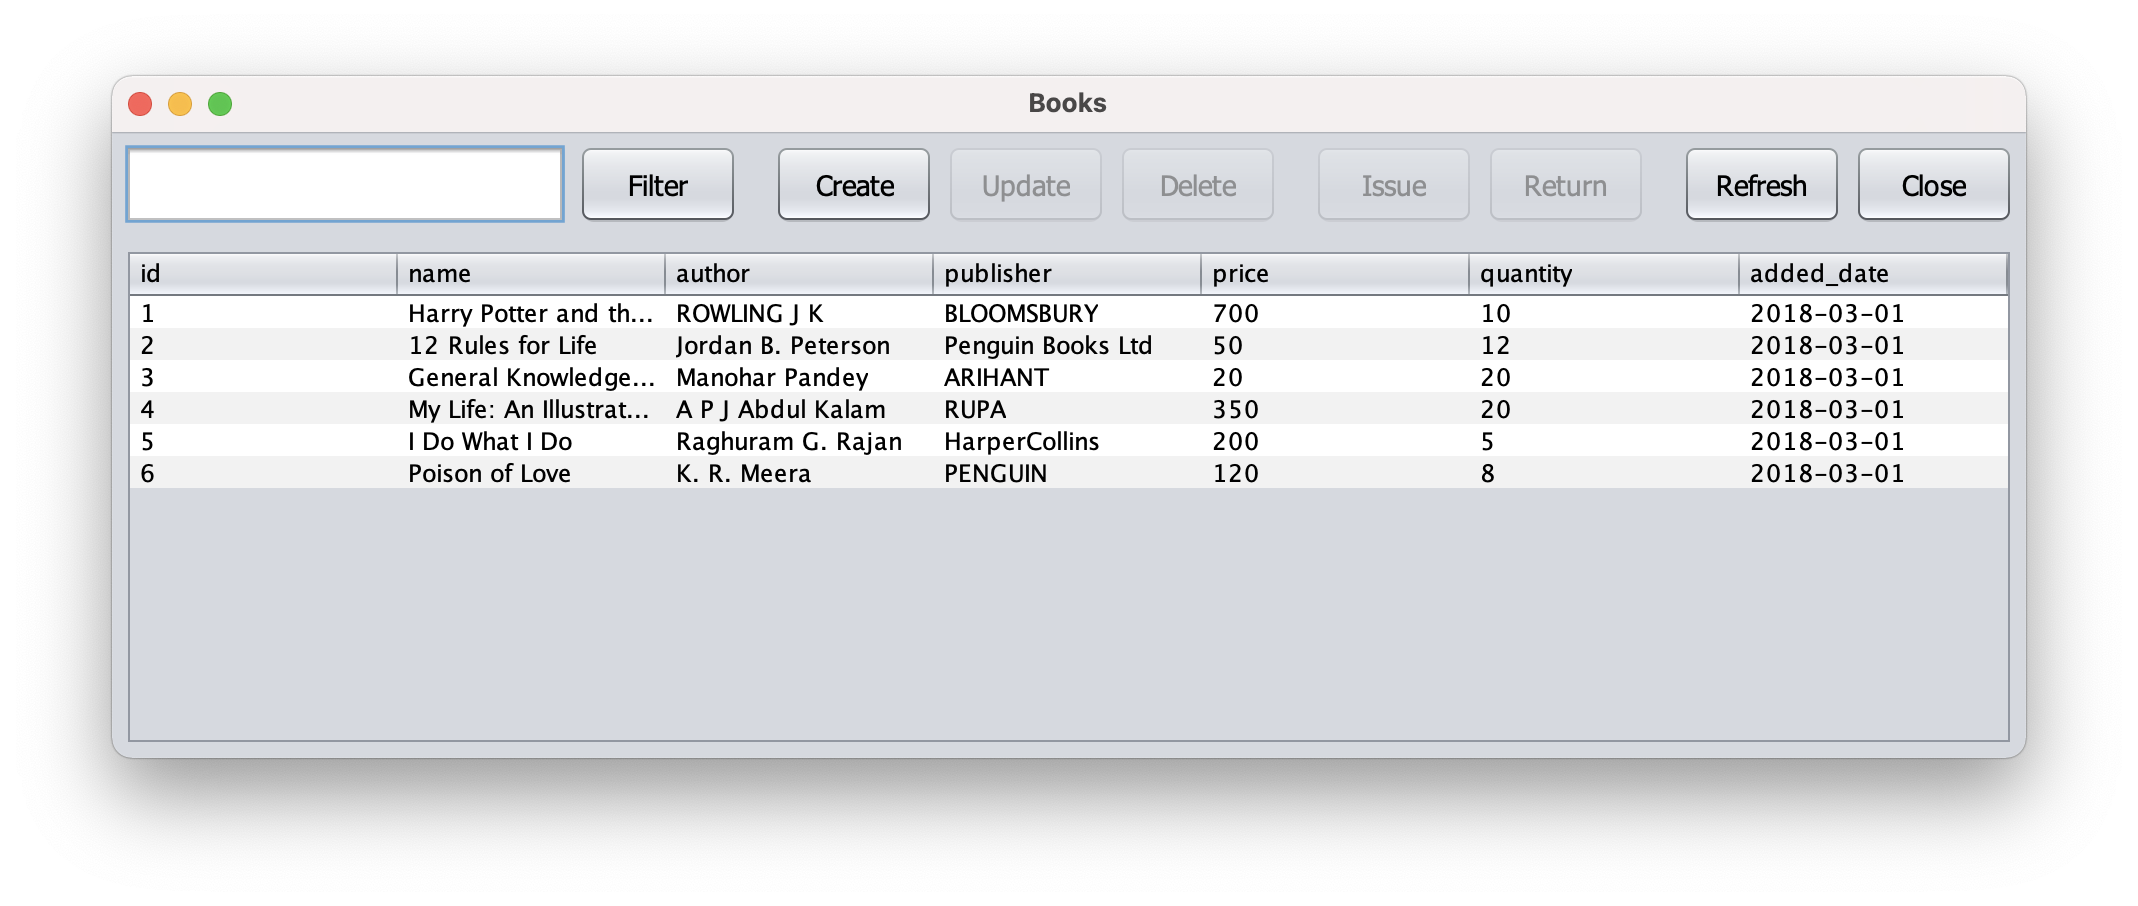 Books
Filter Create Update Delete Issue Return Refresh Close
id name author publisher price quantity added_date
1 Harry Potter and th... ROWLING J K BLOOMSBURY 700 10 2018-03-01
2 12 Rules for Life Jordan B. Peterson Penguin Books Ltd 50 12 2018-03-01
3 General Knowledge... Manohar Pandey ARIHANT 20 20 2018-03-01
4 My Life: An Illustrat... A P J Abdul Kalam RUPA 350 20 2018-03-01
5 I Do What I Do Raghuram G. Rajan HarperCollins 200 5 2018-03-01
6 Poison of Love K. R. Meera PENGUIN 120 8 2018-03-01